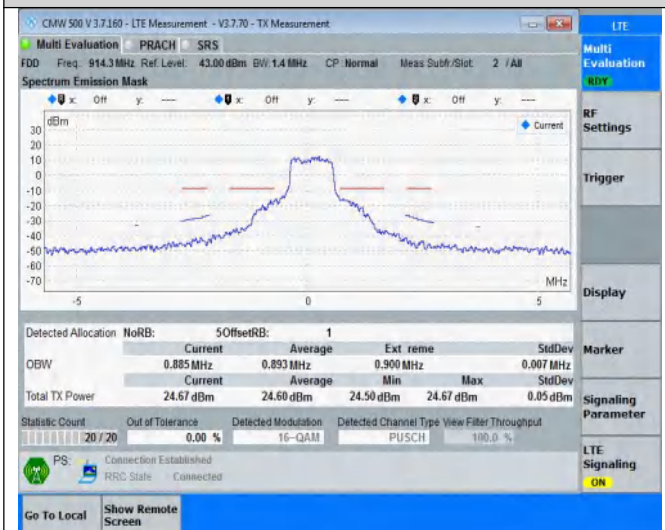 CMW 500 V 3.7.160 - LTE Measurement - V3.7.70 - TX Measurement
LTE
Multi Evaluation PRACH SRS
Multi Evaluation
RDY
FDD Freq: 914.3 MHz Ref. Level: 43.00 dBm BW: 1.4 MHz CP: Normal Meas Subfr./Slot: 2 / All
Spectrum Emission Mask
x: Off y: --- x: Off y: --- x: Off y: ---
dBm
Current
30
20
10
0
-10
-20
-30
-40
-50
-60
-70
MHz
-5 0 5
RF Settings
Trigger
Display
Marker
Signaling Parameter
LTE Signaling
ON
Detected Allocation NoRB: 5 OffsetRB: 1
Current Average Ext reme StdDev
OBW 0.885 MHz 0.893 MHz 0.900 MHz 0.007 MHz
Current Average Min Max StdDev
Total TX Power 24.67 dBm 24.60 dBm 24.50 dBm 24.67 dBm 0.05 dBm
Statistic Count Out of Tolerance Detected Modulation Detected Channel Type View Filter Throughput
20 / 20 0.00 % 16-QAM PUSCH 100.0 %
PS: Connection Established
RRC State Connected
Go To Local
Show Remote Screen